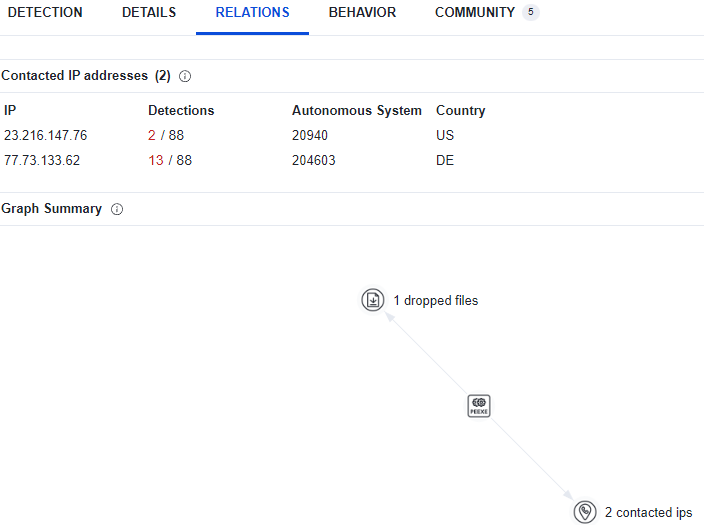 DETECTION DETAILS RELATIONS BEHAVIOR COMMUNITY 5
Contacted IP addresses (2)
IP Detections Autonomous System Country
23.216.147.76 2 / 88 20940 US
77.73.133.62 13 / 88 204603 DE
Graph Summary
1 dropped files
PEEXE
2 contacted ips